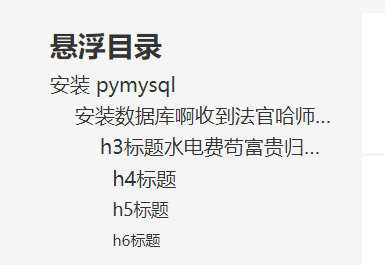 悬浮目录
安装 pymysql
安装数据库啊收到法官哈师...
h3标题水电费苟富贵归...
h4标题
h5标题
h6标题